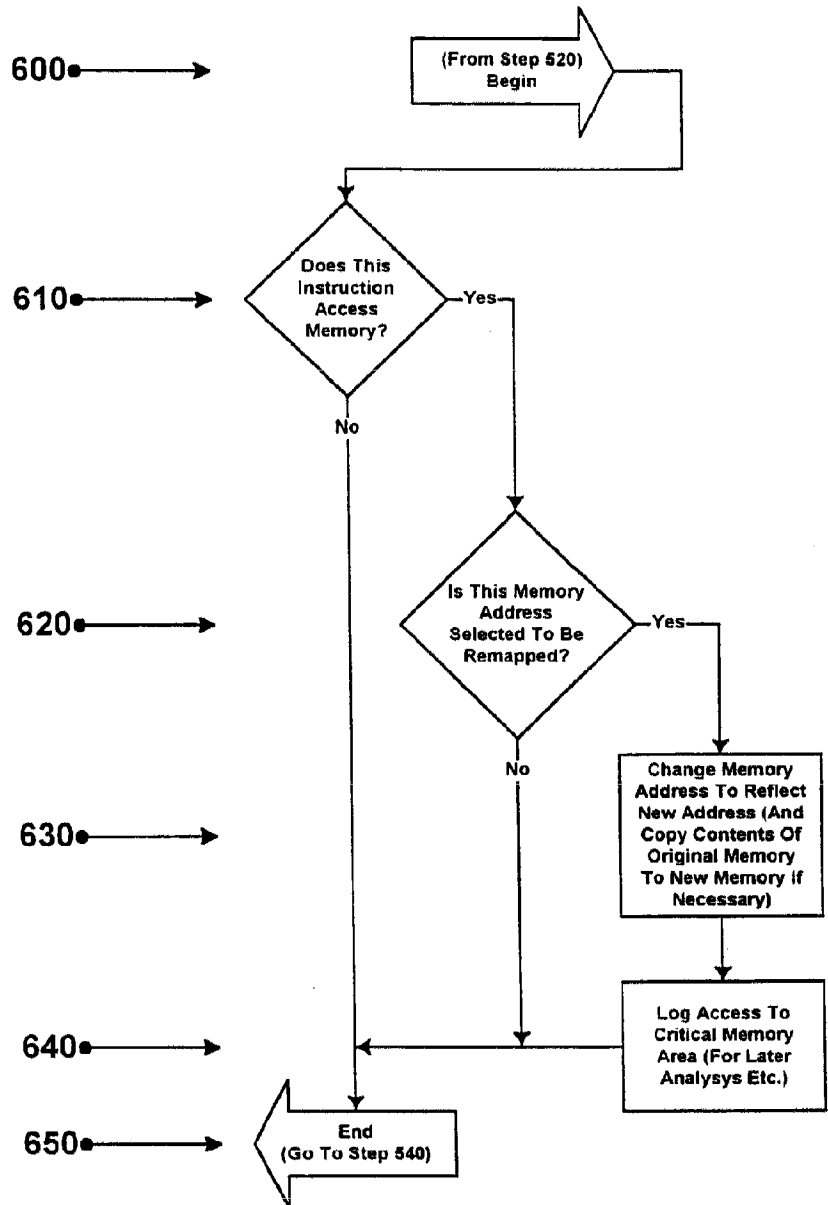 600
(From Step 520)
Begin
610
Does This
Instruction
Access
Memory?
Yes
No
620
Is This Memory
Address
Selected To Be
Remapped?
Yes
No
630
Change Memory
Address To Reflect
New Address (And
Copy Contents Of
Original Memory
To New Memory If
Necessary)
640
Log Access To
Critical Memory
Area (For Later
Analysys Etc.)
650
End
(Go To Step 540)